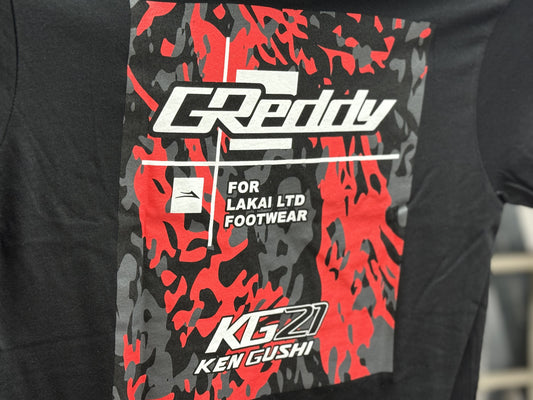 GReddy
FOR
LAKAI LTD
FOOTWEAR
KG21
KEN GUSHI